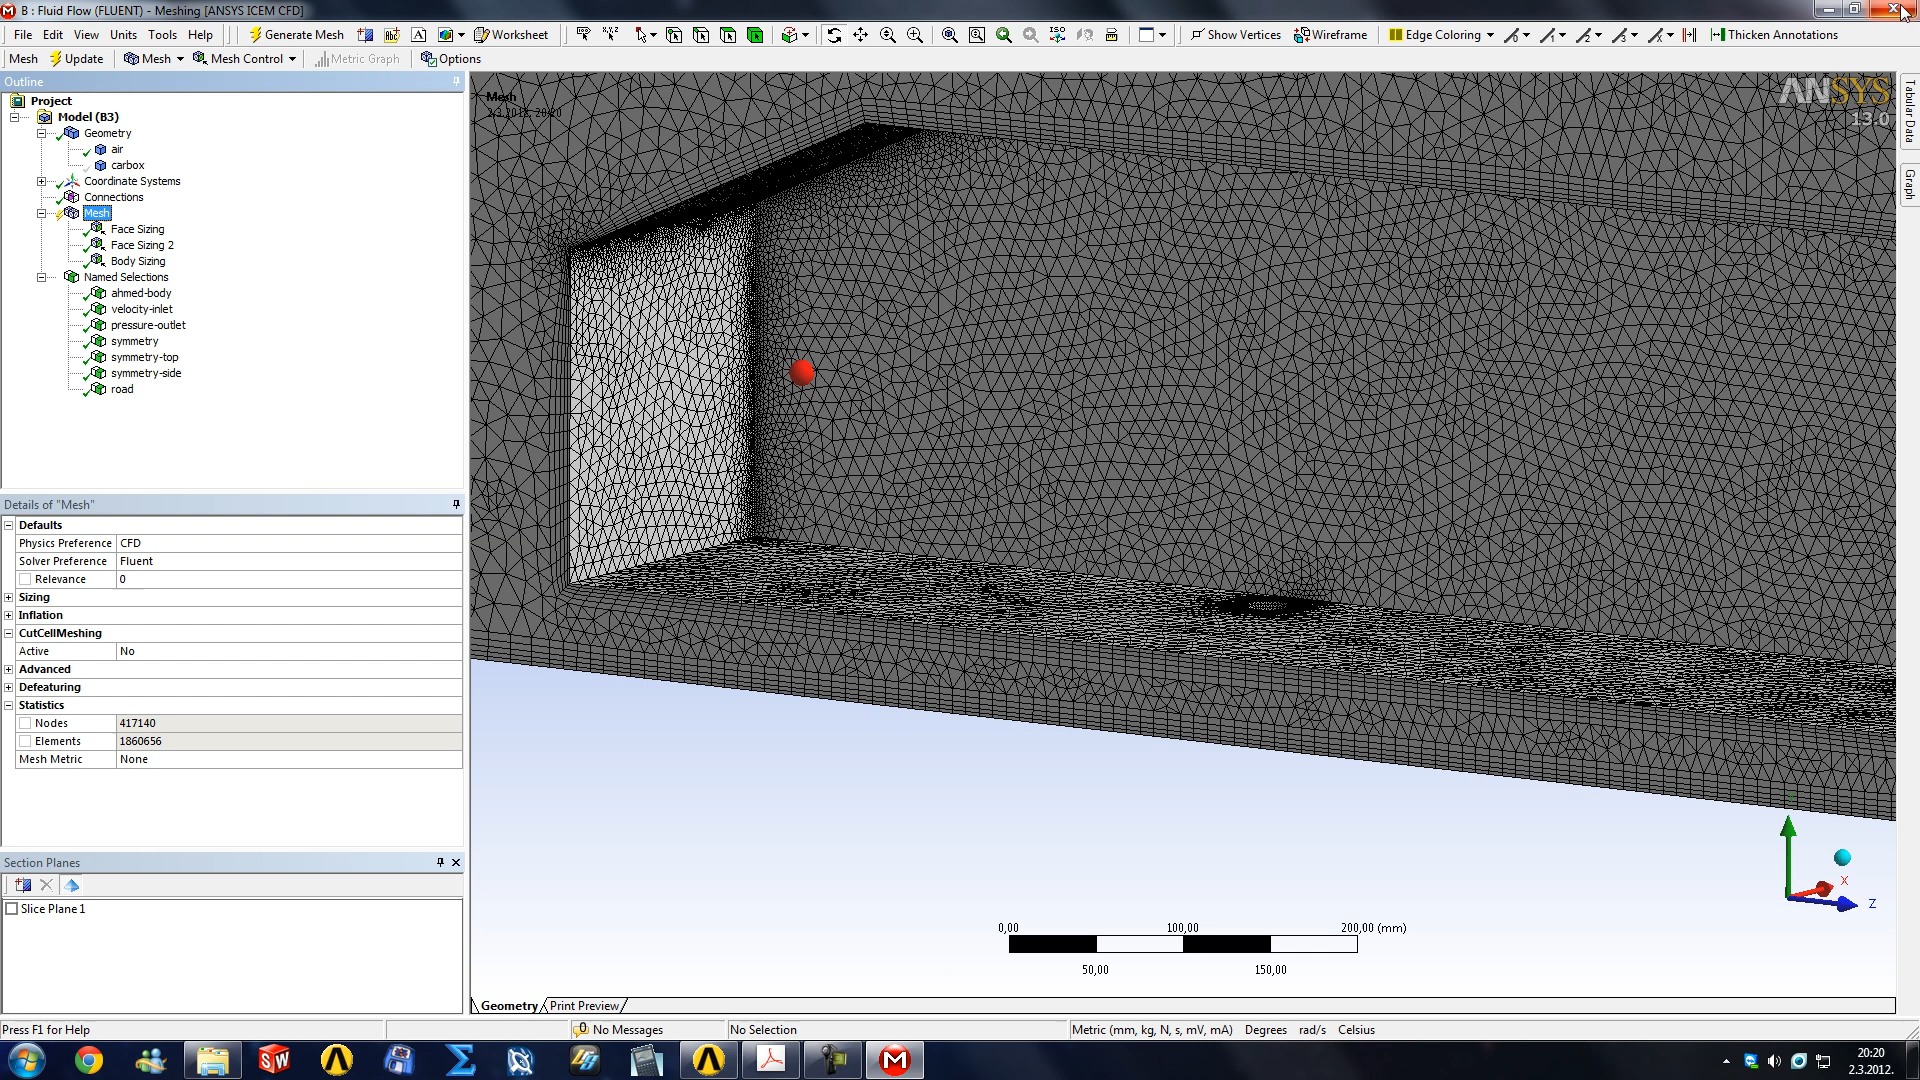 B : Fluid Flow (FLUENT) - Meshing [ANSYS ICEM CFD]
File Edit View Units Tools Help Generate Mesh Worksheet Show Vertices Wireframe Edge Coloring Thicken Annotations
Mesh Update Mesh Mesh Control Metric Graph Options
Outline
Project
Model (B3)
Geometry
air
carbox
Coordinate Systems
Connections
Mesh
Face Sizing
Face Sizing 2
Body Sizing
Named Selections
ahmed-body
velocity-inlet
pressure-outlet
symmetry
symmetry-top
symmetry-side
road
Details of "Mesh"
Defaults
Physics Preference CFD
Solver Preference Fluent
Relevance 0
Sizing
Inflation
CutCellMeshing
Active No
Advanced
Defeaturing
Statistics
Nodes 417140
Elements 1860656
Mesh Metric None
Section Planes
Slice Plane 1
Mesh
2.3.2012. 20:20
ANSYS
13.0
Tabular Data
Graph
X
Z
0,00 100,00 200,00 (mm)
50,00 150,00
Geometry Print Preview
Press F1 for Help 0 No Messages No Selection Metric (mm, kg, N, s, mV, mA) Degrees rad/s Celsius
SW
M
20:20
2.3.2012.